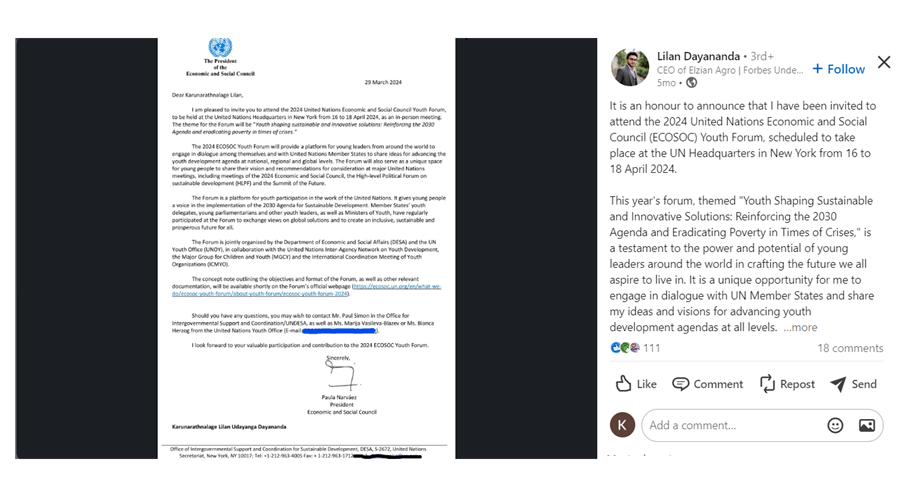 The President
of the
Economic and Social Council
29 March 2024
Dear Karunarathnalage Lilan,
I am pleased to invite you to attend the 2024 United Nations Economic and Social Council Youth Forum,
to be held at the United Nations Headquarters in New York from 16 to 18 April 2024, as an in-person meeting.
The theme for the Forum will be "Youth shaping sustainable and innovative solutions: Reinforcing the 2030
Agenda and eradicating poverty in times of crises."
The 2024 ECOSOC Youth Forum will provide a platform for young leaders from around the world to
engage in dialogue among themselves and with United Nations Member States to share ideas for advancing the
youth development agenda at national, regional and global levels. The Forum will also serve as a unique space
for young people to share their vision and recommendations for consideration at major United Nations
meetings, including meetings of the 2024 Economic and Social Council, the High-level Political Forum on
sustainable development (HLPF) and the Summit of the Future.
The Forum is a platform for youth participation in the work of the United Nations. It gives young people
a voice in the implementation of the 2030 Agenda for Sustainable Development. Member States' youth
delegates, young parliamentarians and other youth leaders, as well as Ministers of Youth, have regularly
participated at the Forum to exchange views on global solutions and to create an inclusive, sustainable and
prosperous future for all.
The Forum is jointly organized by the Department of Economic and Social Affairs (DESA) and the UN
Youth Office (UNOY), in collaboration with the United Nations Inter-Agency Network on Youth Development,
the Major Group for Children and Youth (MGCY) and the International Coordination Meeting of Youth
Organizations (ICMYO).
The concept note outlining the objectives and format of the Forum, as well as other relevant
documentation, will be available shortly on the Forum's official webpage (https://ecosoc.un.org/en/what-we-
do/ecosoc-youth-forum/about-youth-forum/ecosoc-youth-forum-2024).
Should you have any questions, you may wish to contact Mr. Paul Simon in the Office for
Intergovernmental Support and Coordination/UNDESA, as well as Ms. Marija Vasileva-Blazev or Ms. Bianca
Herzog from the United Nations Youth Office (E-mail
I look forward to your valuable participation and contribution to the 2024 ECOSOC Youth Forum.
Sincerely,
Paula Narváez
President
Economic and Social Council
Karunarathnalage Lilan Udayanga Dayananda
Office of Intergovernmental Support and Coordination for Sustainable Development, DESA, S-2672, United Nations
Secretariat, New York, NY 10017; Tel: +1-212-963-4005 Fax: + 1-212-963-1712
Lilan Dayananda • 3rd+
CEO of Elzian Agro | Forbes Unde...
5mo •
+ Follow
It is an honour to announce that I have been invited to
attend the 2024 United Nations Economic and Social
Council (ECOSOC) Youth Forum, scheduled to take
place at the UN Headquarters in New York from 16 to
18 April 2024.
This year's forum, themed "Youth Shaping Sustainable
and Innovative Solutions: Reinforcing the 2030
Agenda and Eradicating Poverty in Times of Crises," is
a testament to the power and potential of young
leaders around the world in crafting the future we all
aspire to live in. It is a unique opportunity for me to
engage in dialogue with UN Member States and share
my ideas and visions for advancing youth
development agendas at all levels. ...more
111
18 comments
Like
Comment
Repost
Send
K
Add a comment...